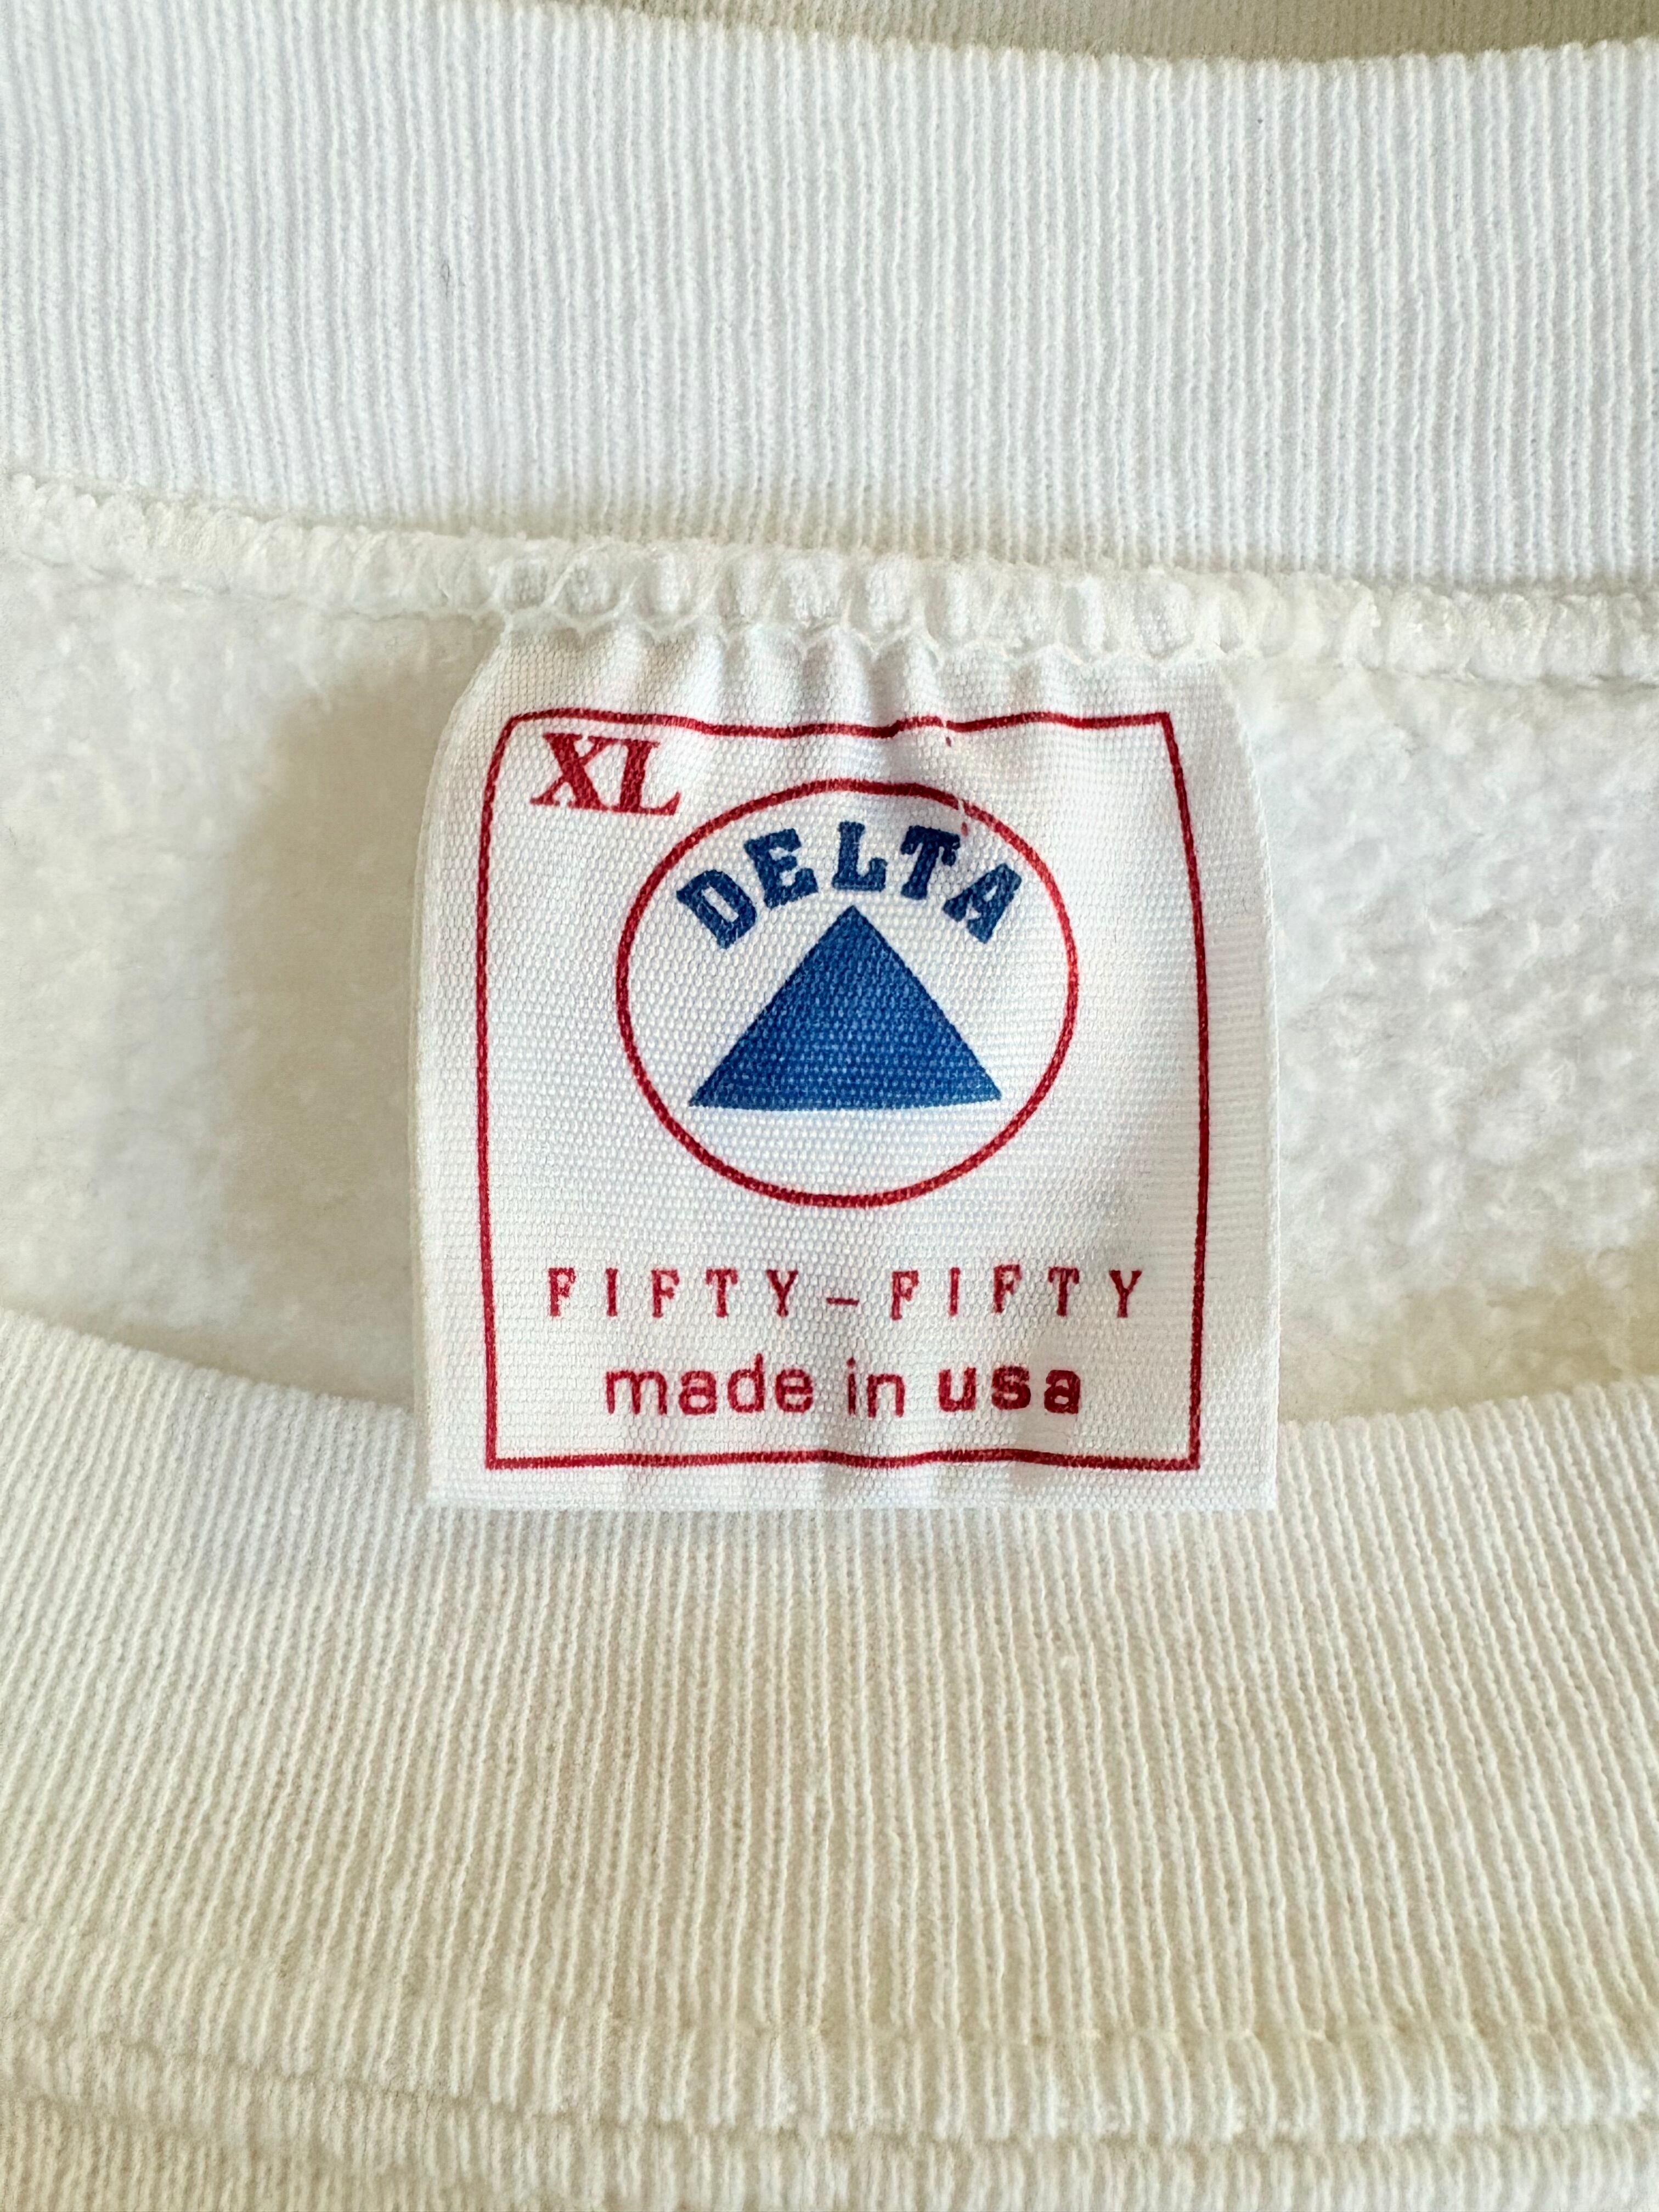 XL
DELTA
FIFTY-FIFTY
made in usa